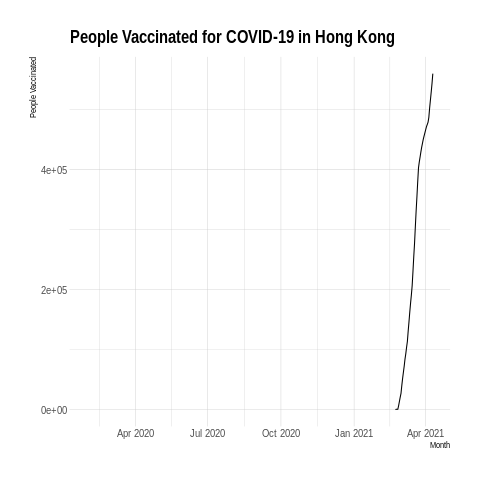 People Vaccinated for COVID-19 in Hong Kong
People Vaccinated
4e+05
2e+05
0e+00
Apr 2020 Jul 2020 Oct 2020 Jan 2021 Apr 2021
Month